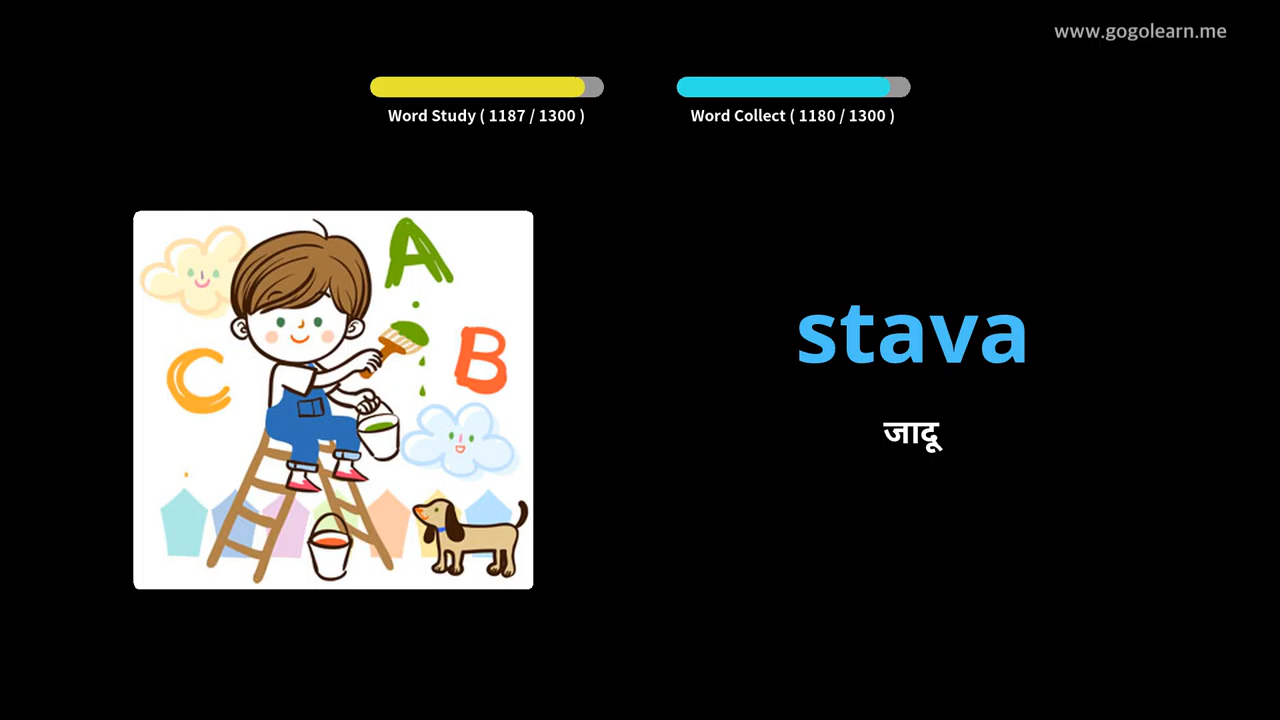 www.gogolearn.me
Word Study ( 1187 / 1300 )
Word Collect ( 1180 / 1300 )
A
B
C
stava
जादू